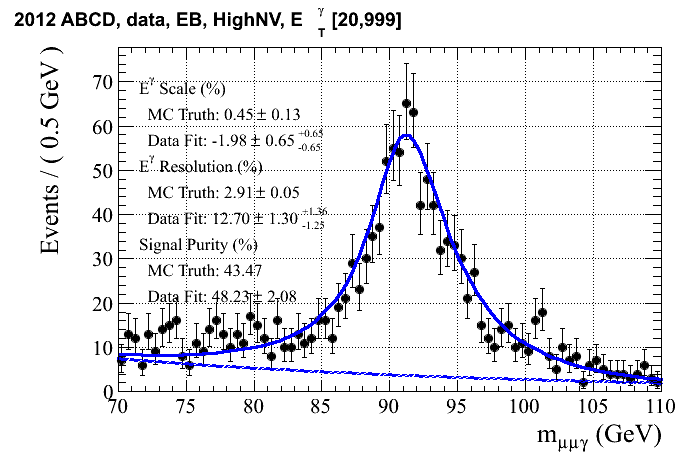 2012 ABCD, data, EB, HighNV, E γ T [20,999]
Events / ( 0.5 GeV )
70
60
50
40
30
20
10
0
E^γ Scale (%)
MC Truth: 0.45 ± 0.13
Data Fit: -1.98 ± 0.65 +0.65 -0.65
E^γ Resolution (%)
MC Truth: 2.91 ± 0.05
Data Fit: 12.70 ± 1.30 +1.36 -1.25
Signal Purity (%)
MC Truth: 43.47
Data Fit: 48.23 ± 2.08
70 75 80 85 90 95 100 105 110
m_μμγ (GeV)